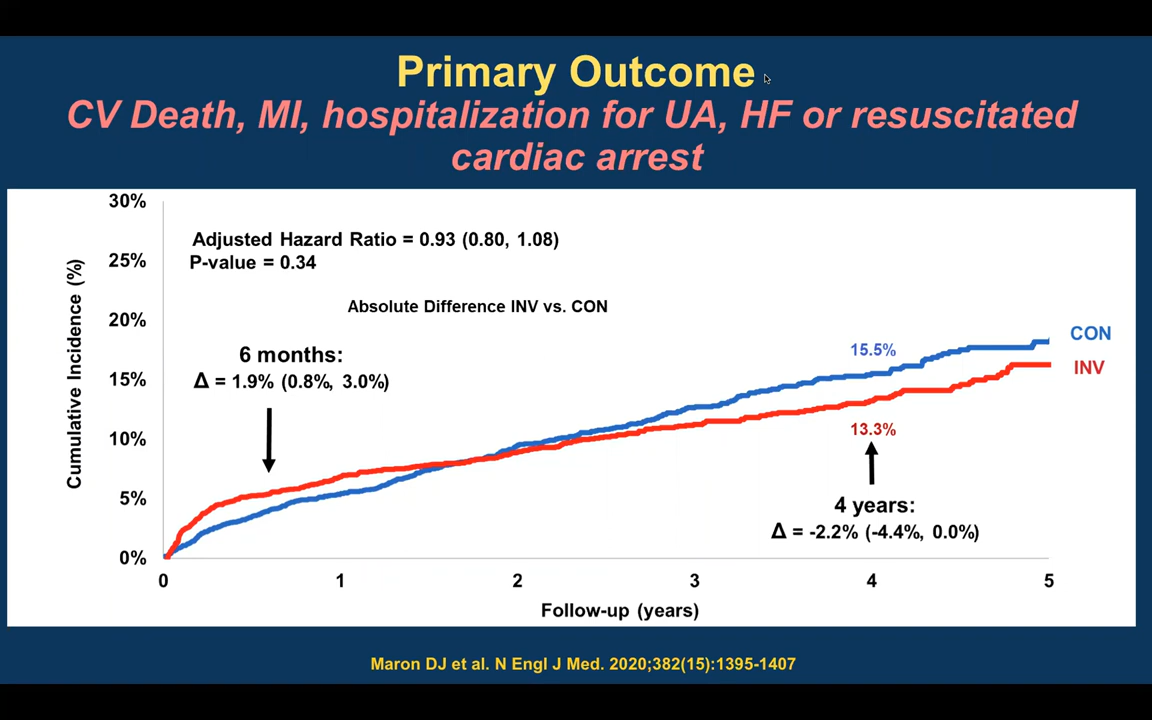 Primary Outcome
CV Death, MI, hospitalization for UA, HF or resuscitated
cardiac arrest
30%
25%
20%
15%
10%
5%
0%
Cumulative Incidence (%)
Adjusted Hazard Ratio = 0.93 (0.80, 1.08)
P-value = 0.34
Absolute Difference INV vs. CON
6 months:
Δ = 1.9% (0.8%, 3.0%)
15.5%
CON
INV
13.3%
4 years:
Δ = -2.2% (-4.4%, 0.0%)
0 1 2 3 4 5
Follow-up (years)
Maron DJ et al. N Engl J Med. 2020;382(15):1395-1407